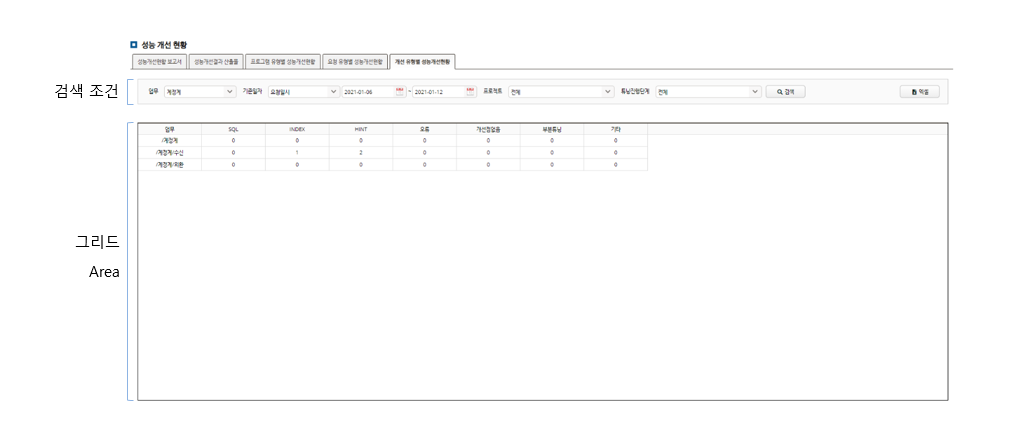 성능 개선 현황
성능개선현황 보고서 성능개선결과 산출물 프로그램 유형별 성능개선현황 요청 유형별 성능개선현황 개선 유형별 성능개선현황
검색 조건
업무 계정계 기준일자 요청일시 2021-01-06 ~ 2021-01-12 프로젝트 전체 튜닝진행단계 전체 검색 엑셀
업무 SQL INDEX HINT 오류 개선점없음 부분튜닝 기타
/계정계 0 0 0 0 0 0 0
/계정계/수신 0 1 2 0 0 0 0
/계정계/외환 0 0 0 0 0 0 0
그리드
Area